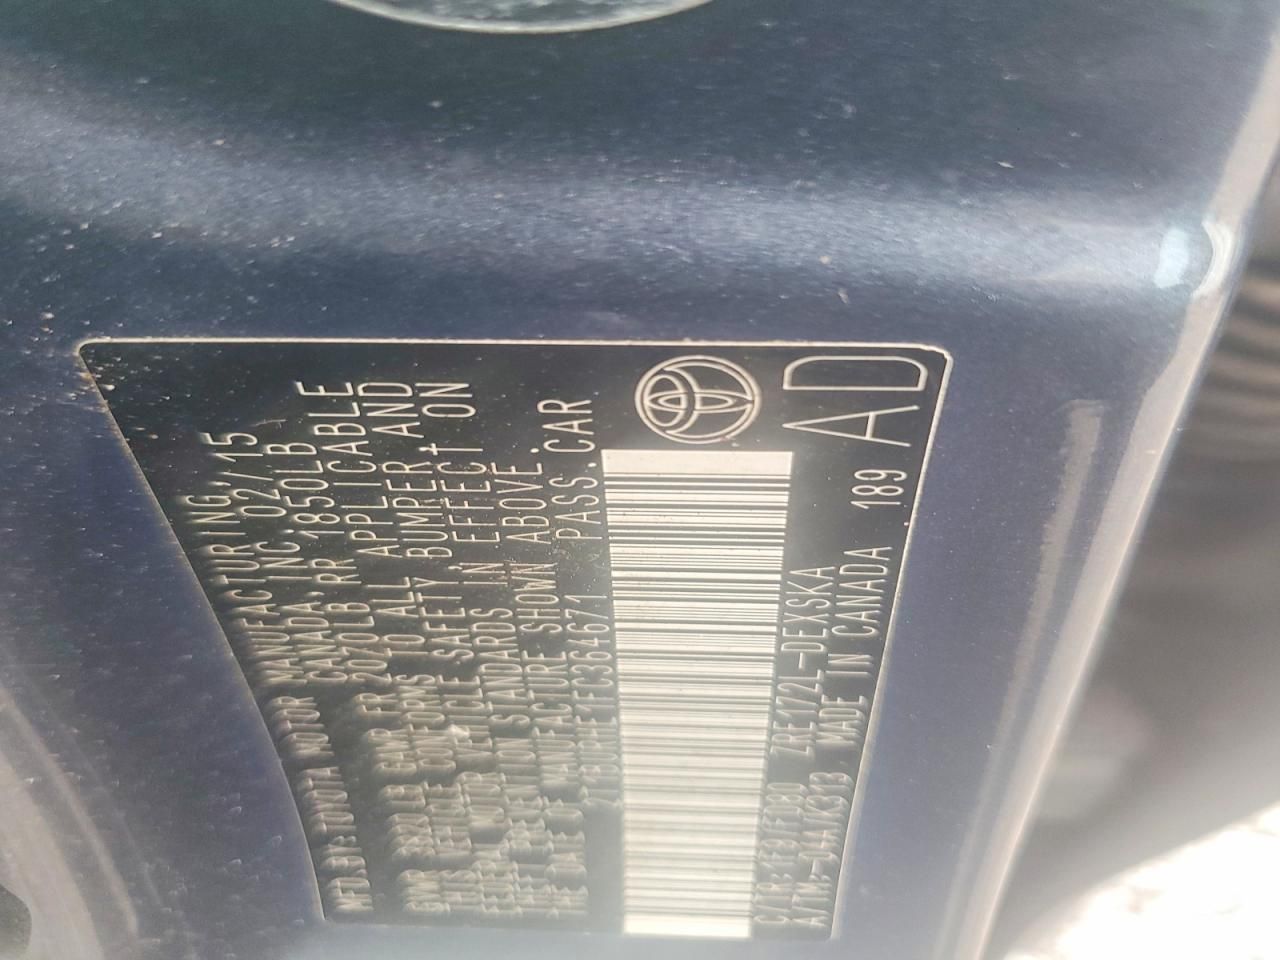 MFD.BY: TOYOTA MOTOR MANUFACTURING,
CANADA, INC. 02/15
GVWR 3820LB GAWR FR 2020LB RR 1850LB
THIS VEHICLE CONFORMS TO ALL APPLICABLE
FEDERAL MOTOR VEHICLE SAFETY, BUMPER, AND
THEFT PREVENTION STANDARDS IN EFFECT ON
THE DATE OF MANUFACTURE SHOWN ABOVE.
PASS.CAR
C/TR: FE20
ZRE172L-DEXSKA
MADE IN CANADA
189
AD